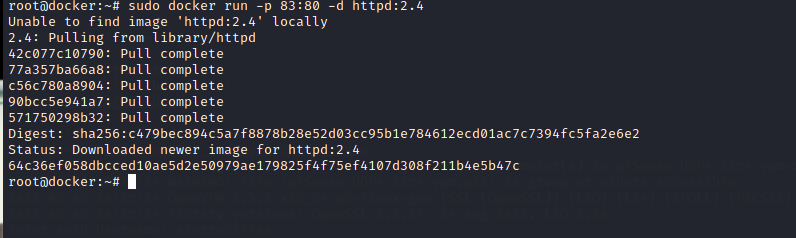 root@docker:~# sudo docker run -p 83:80 -d httpd:2.4
Unable to find image 'httpd:2.4' locally
2.4: Pulling from library/httpd
42c077c10790: Pull complete
77a357ba66a8: Pull complete
c56c780a8904: Pull complete
90bcc5e941a7: Pull complete
571750298b32: Pull complete
Digest: sha256:c479bec894c5a7f8878b28e52d03cc95b1e784612ecd01ac7c7394fc5fa2e6e2
Status: Downloaded newer image for httpd:2.4
64c36ef058dbcced10ae5d2e50979ae179825f4f75ef4107d308f211b4e5b47c
root@docker:~#